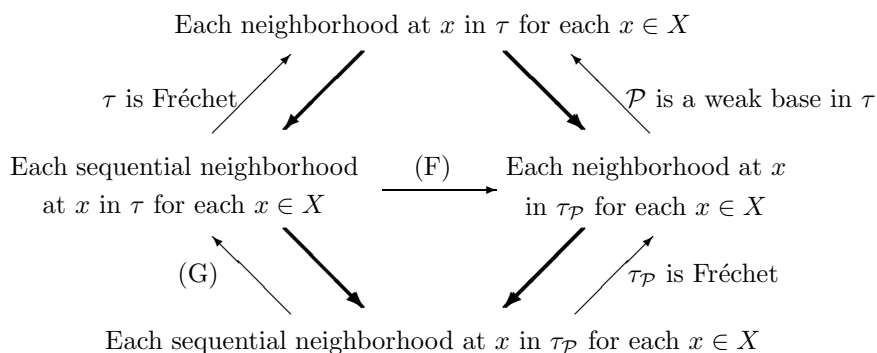 Each neighborhood at x in τ for each x ∈ X
τ is Fréchet
𝒫 is a weak base in τ
Each sequential neighborhood
at x in τ for each x ∈ X
(F)
Each neighborhood at x
in τ_𝒫 for each x ∈ X
(G)
τ_𝒫 is Fréchet
Each sequential neighborhood at x in τ_𝒫 for each x ∈ X